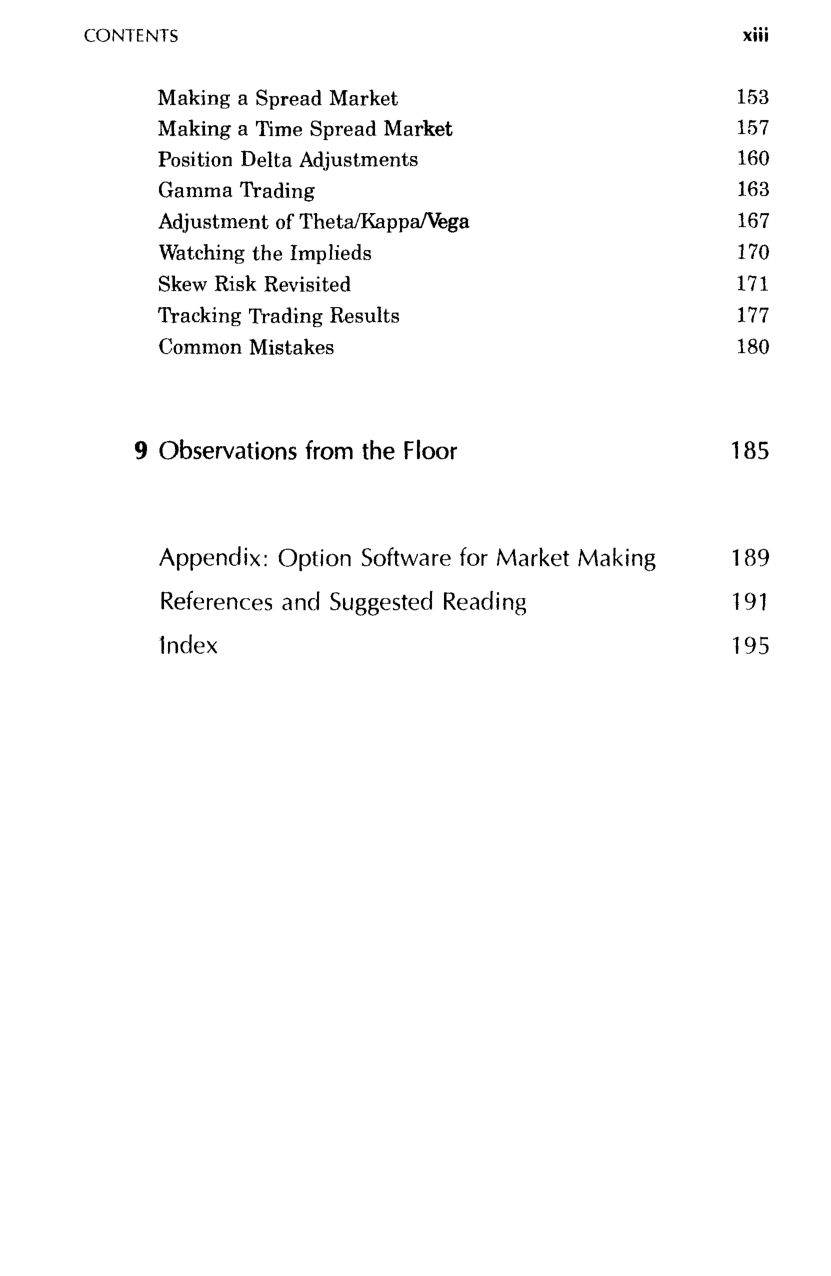 CONTENTS xiii
Making a Spread Market 153
Making a Time Spread Market 157
Position Delta Adjustments 160
Gamma Trading 163
Adjustment of Theta/Kappa/Vega 167
Watching the Implieds 170
Skew Risk Revisited 171
Tracking Trading Results 177
Common Mistakes 180
9 Observations from the Floor 185
Appendix: Option Software for Market Making 189
References and Suggested Reading 191
Index 195